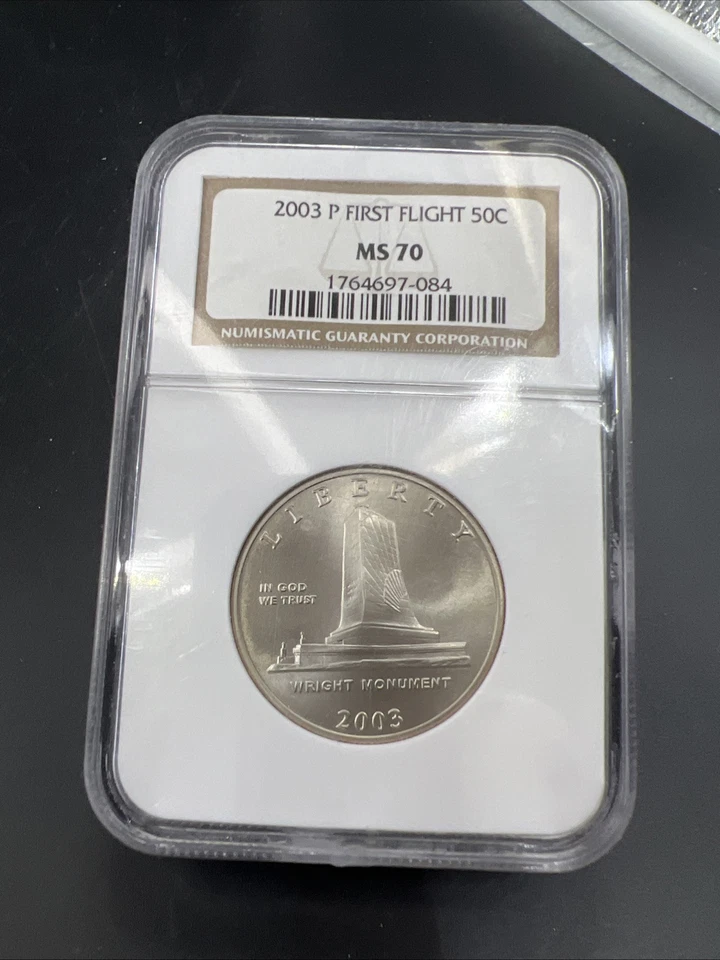 2003 P FIRST FLIGHT 50C
MS 70
1764697-084
NUMISMATIC GUARANTY CORPORATION
LIBERTY
IN GOD
WE TRUST
WRIGHT MONUMENT
2003